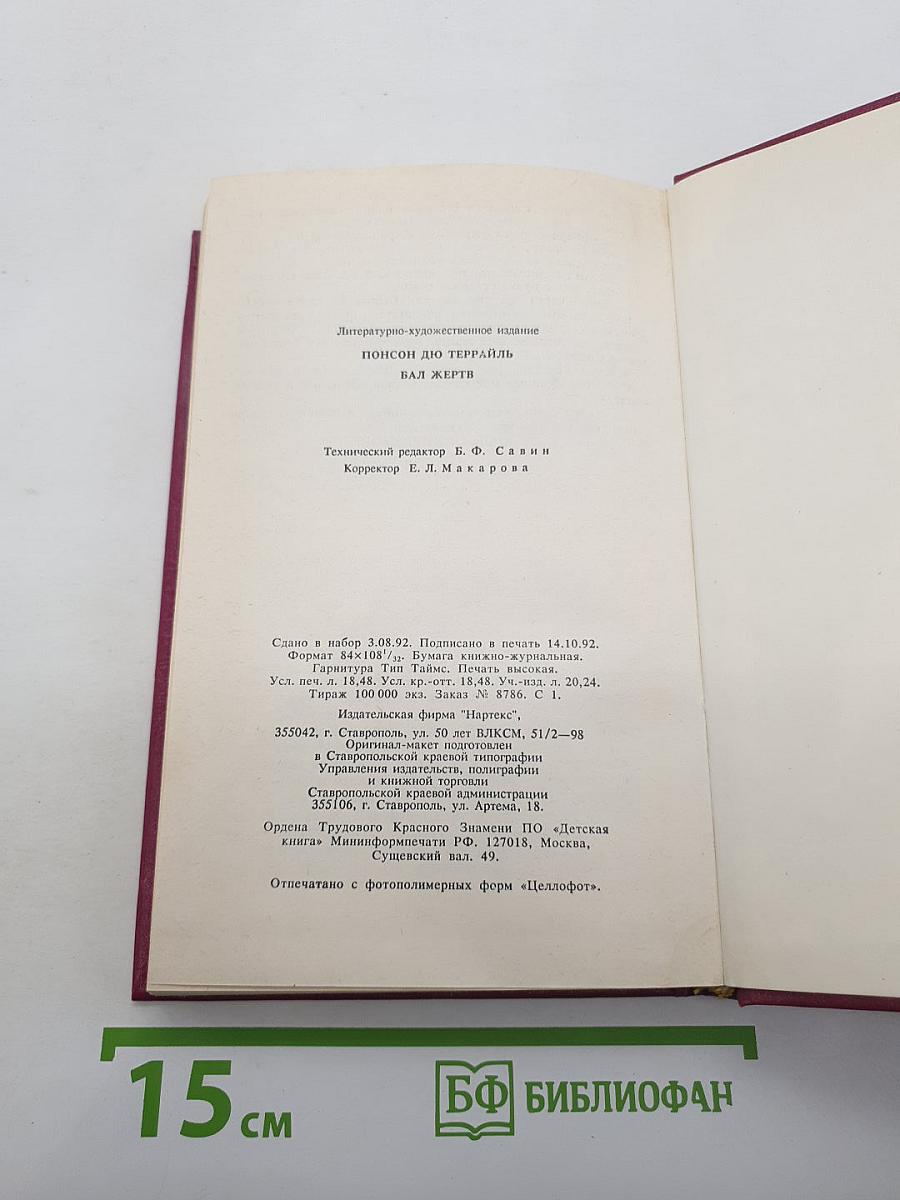 Литературно-художественное издание
ПОНСОН ДЮ ТЕРРАЙЛЬ
БАЛ ЖЕРТВ
Технический редактор Б. Ф. Савин
Корректор Е. Л. Макарова
Сдано в набор 3.08.92. Подписано в печать 14.10.92.
Формат 84×108¹/₃₂. Бумага книжно-журнальная.
Гарнитура Тип Таймс. Печать высокая.
Усл. печ. л. 18,48. Усл. кр.-отт. 18,48. Уч.-изд. л. 20,24.
Тираж 100 000 экз. Заказ № 8786. С 1.
Издательская фирма "Нартекс",
355042, г. Ставрополь, ул. 50 лет ВЛКСМ, 51/2—98
Оригинал-макет подготовлен
в Ставропольской краевой типографии
Управления издательств, полиграфии
и книжной торговли
Ставропольской краевой администрации
355106, г. Ставрополь, ул. Артема, 18.
Ордена Трудового Красного Знамени ПО «Детская
книга» Мининформпечати РФ. 127018, Москва,
Сущевский вал. 49.
Отпечатано с фотополимерных форм «Целлофот».
15 см
БФ БИБЛИОФАН